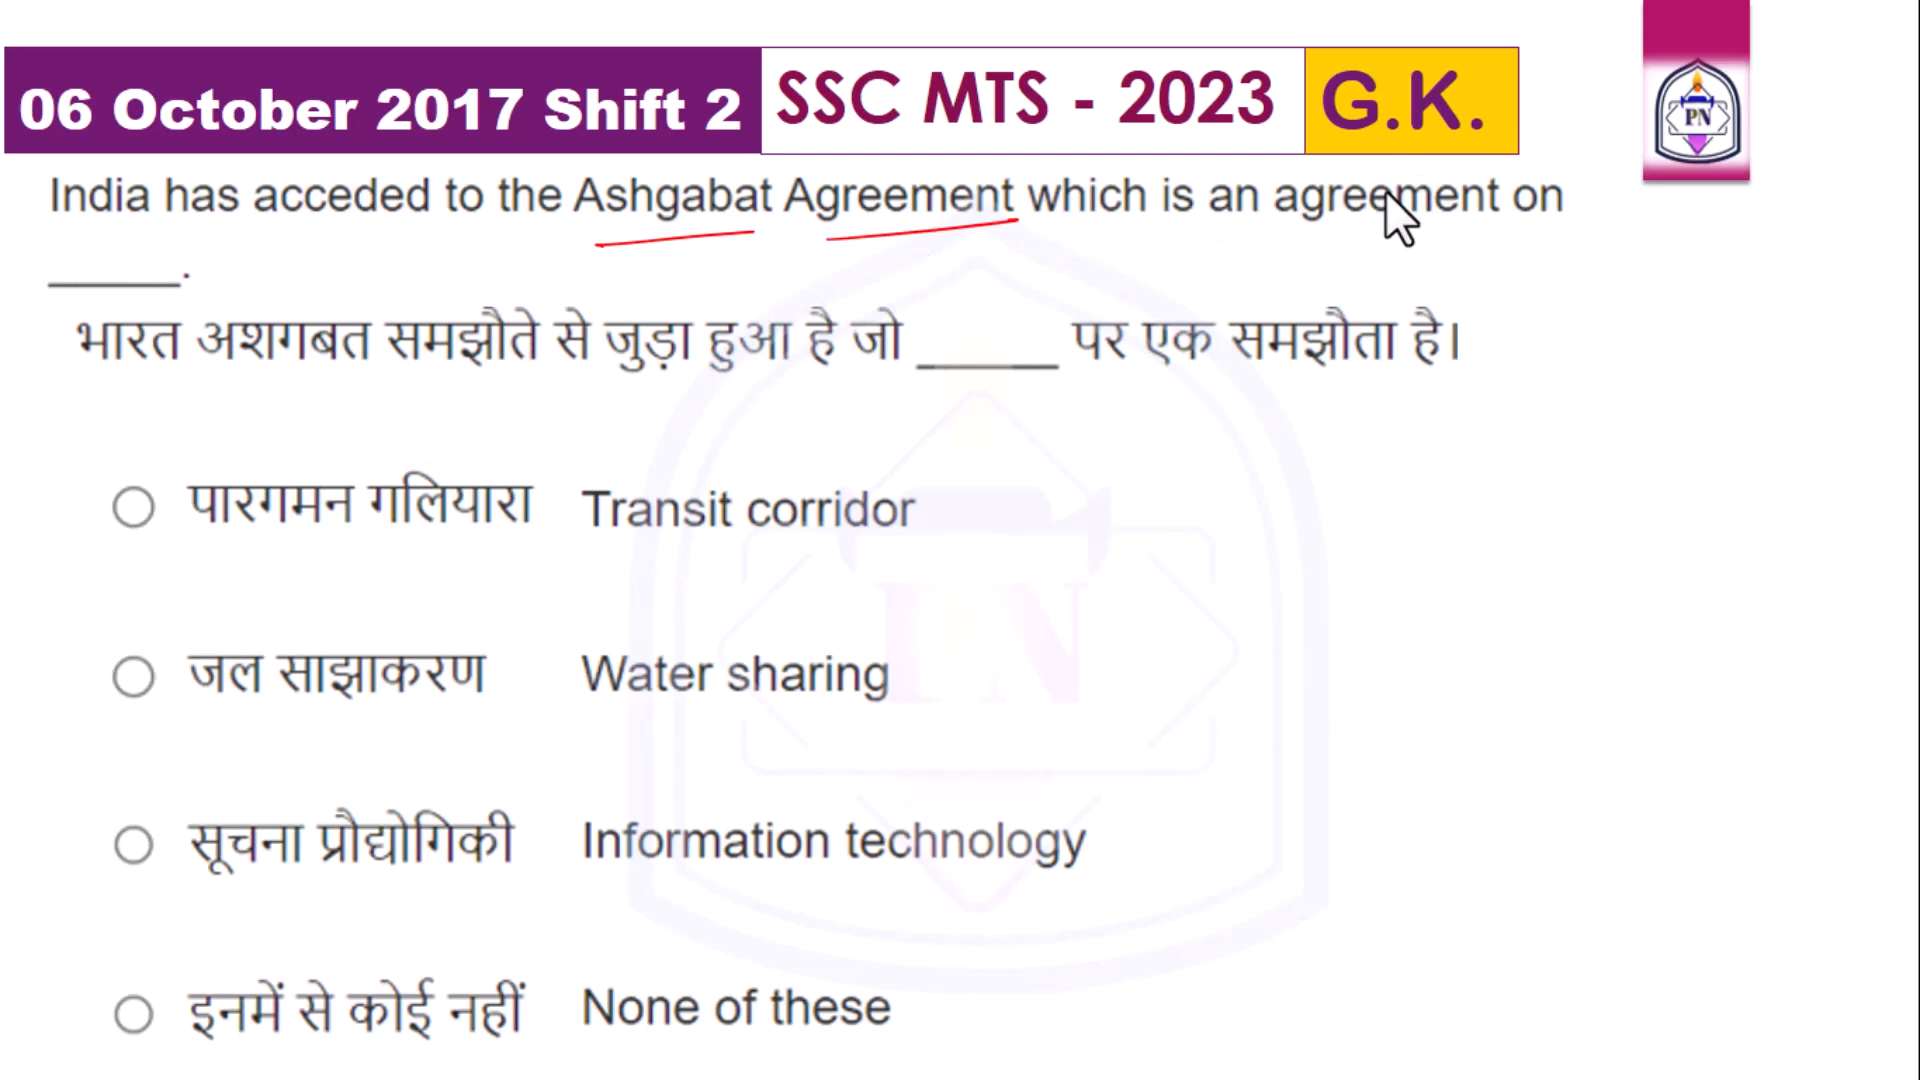 06 October 2017 Shift 2 SSC MTS - 2023 G.K.
PN
India has acceded to the Ashgabat Agreement which is an agreement on
_____.
भारत अशगबत समझौते से जुड़ा हुआ है जो _____ पर एक समझौता है।
पारगमन गलियारा Transit corridor
जल साझाकरण Water sharing
PN
सूचना प्रौद्योगिकी Information technology
इनमें से कोई नहीं None of these